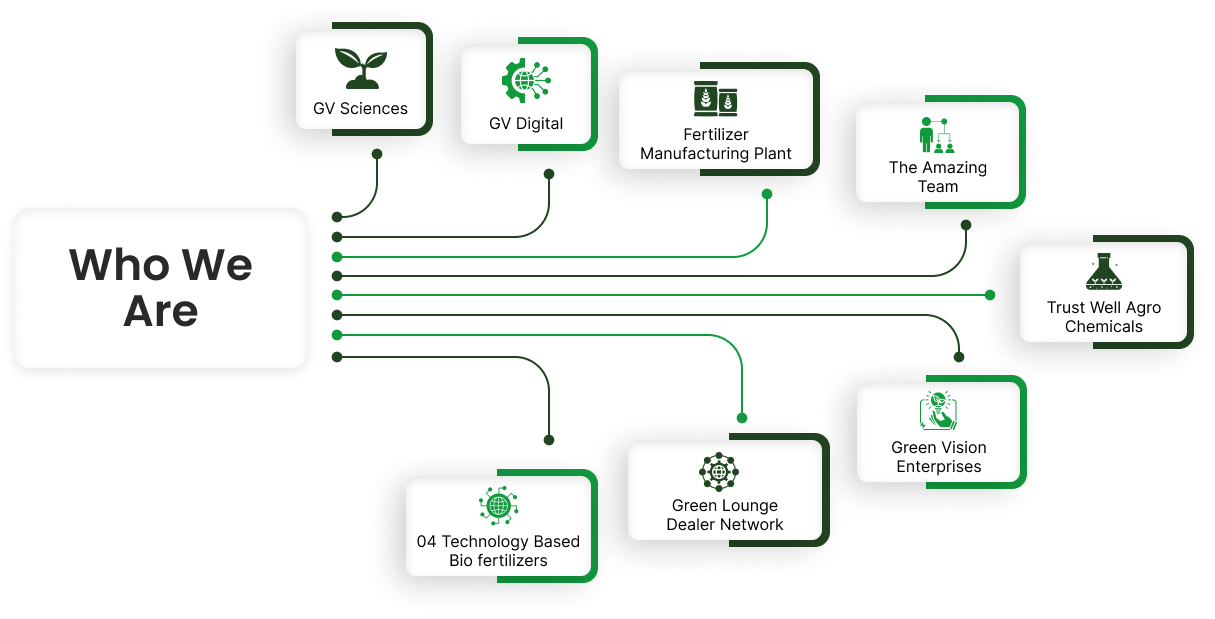 Who We
Are
GV Sciences
GV Digital
Fertilizer
Manufacturing Plant
The Amazing
Team
Trust Well Agro
Chemicals
Green Vision
Enterprises
Green Lounge
Dealer Network
04 Technology Based
Bio fertilizers